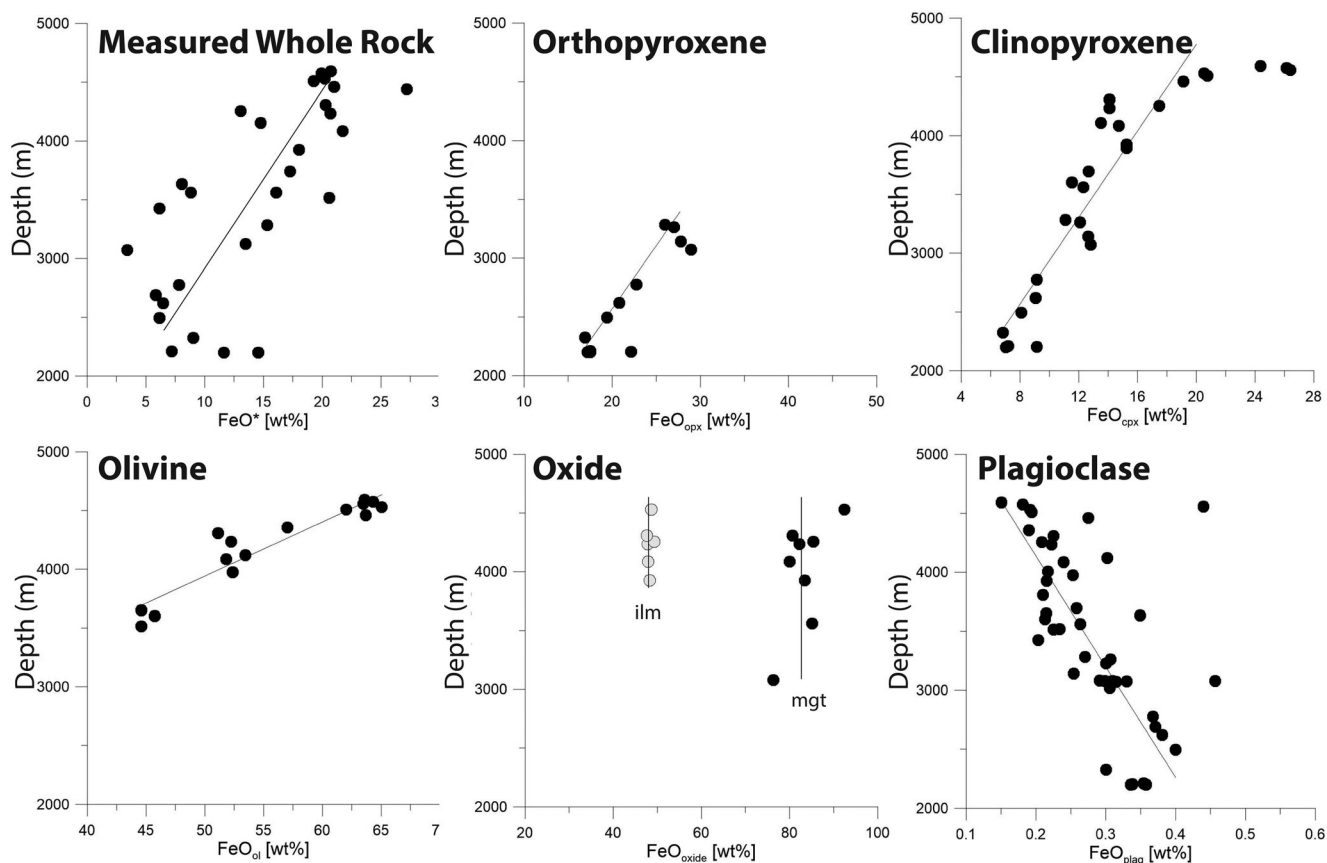 Measured Whole Rock
5000
4000
3000
2000
Depth (m)
0 5 10 15 20 25 3
FeO* [wt%]
Orthopyroxene
5000
4000
3000
2000
Depth (m)
10 20 30 40 50
FeOopx [wt%]
Clinopyroxene
5000
4000
3000
2000
Depth (m)
4 8 12 16 20 24 28
FeOcpx [wt%]
Olivine
5000
4000
3000
2000
Depth (m)
40 45 50 55 60 65 7
FeOol [wt%]
Oxide
5000
4000
3000
2000
Depth (m)
ilm
mgt
20 40 60 80 100
FeOoxide [wt%]
Plagioclase
5000
4000
3000
2000
Depth (m)
0.1 0.2 0.3 0.4 0.5 0.6
FeOplag [wt%]